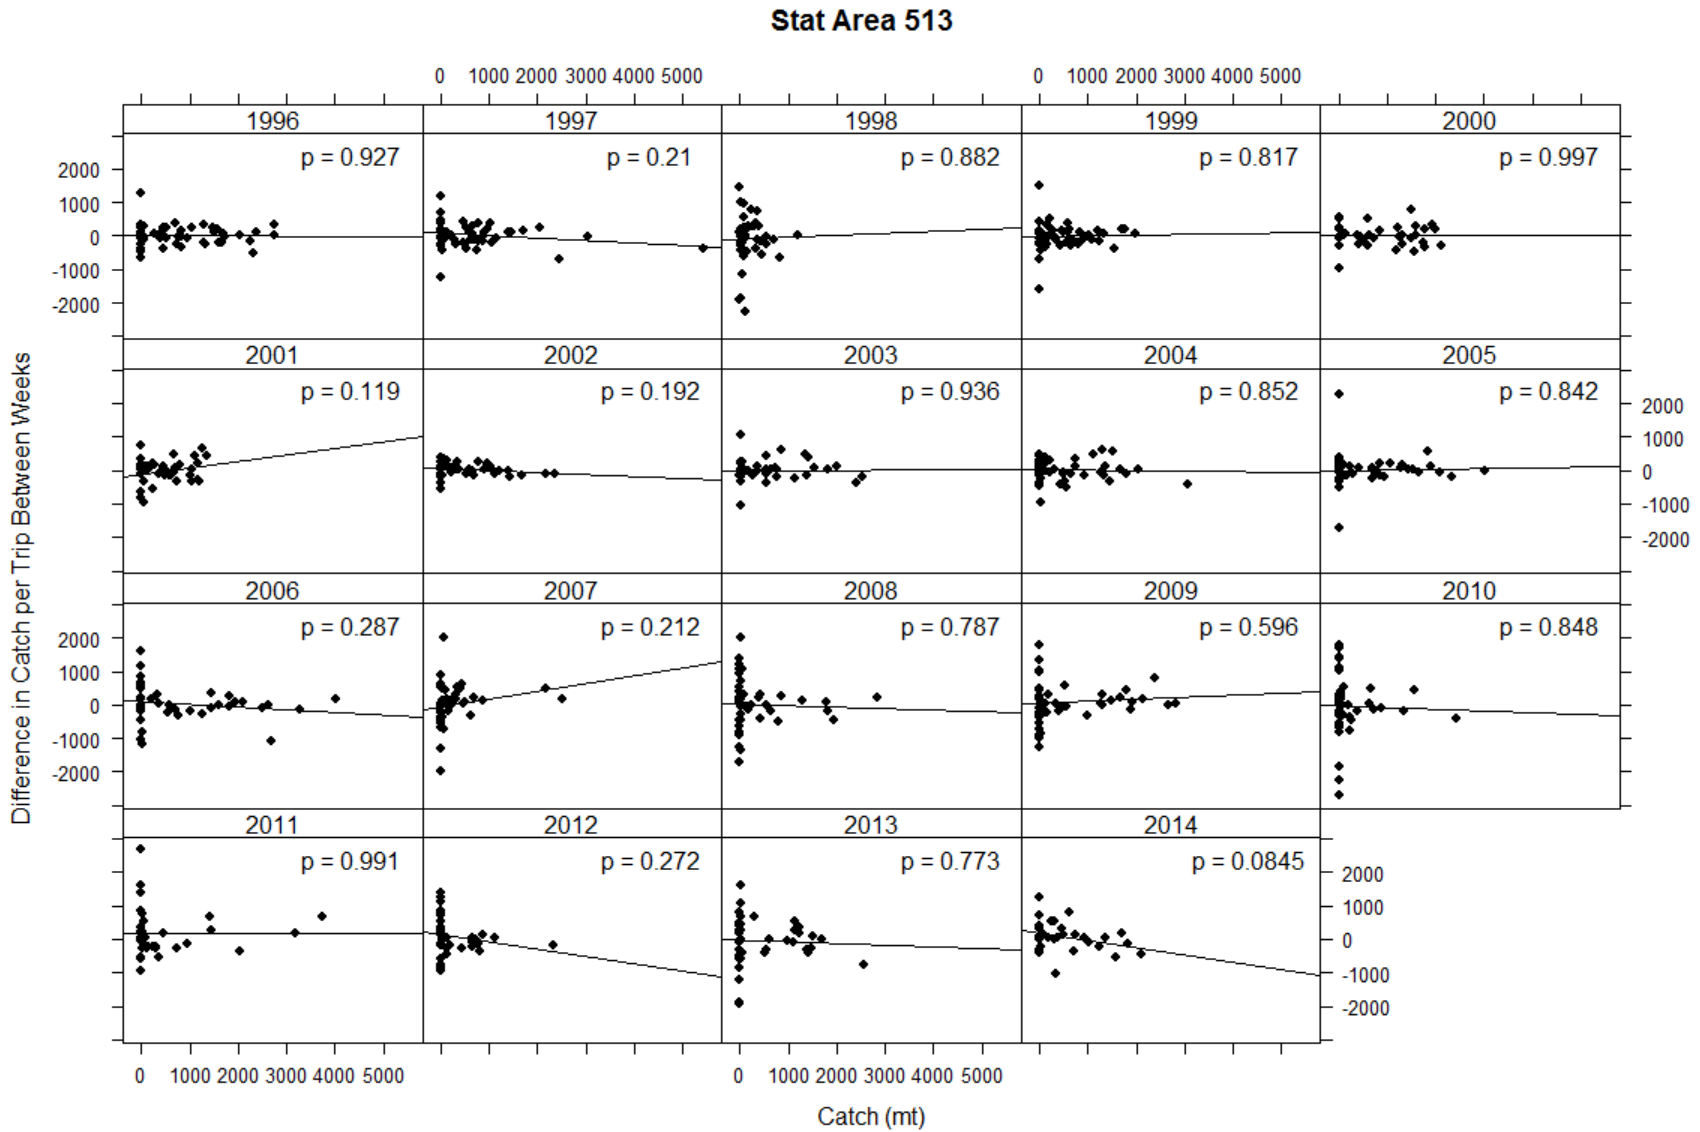 Stat Area 513
0 1000 2000 3000 4000 5000 0 1000 2000 3000 4000 5000
1996 1997 1998 1999 2000
p = 0.927 p = 0.21 p = 0.882 p = 0.817 p = 0.997
2000
1000
0
-1000
-2000
2001 2002 2003 2004 2005
p = 0.119 p = 0.192 p = 0.936 p = 0.852 p = 0.842
2000
1000
0
-1000
-2000
Difference in Catch per Trip Between Weeks
2006 2007 2008 2009 2010
p = 0.287 p = 0.212 p = 0.787 p = 0.596 p = 0.848
2000
1000
0
-1000
-2000
2011 2012 2013 2014
p = 0.991 p = 0.272 p = 0.773 p = 0.0845
2000
1000
0
-1000
-2000
0 1000 2000 3000 4000 5000 0 1000 2000 3000 4000 5000
Catch (mt)